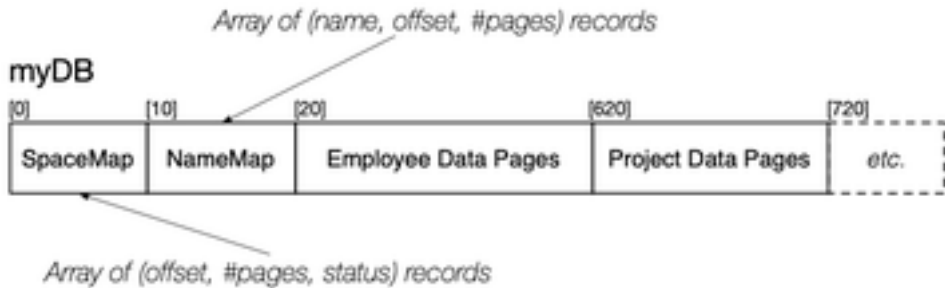 Array of (name, offset, #pages) records
myDB
[0] [10] [20] [620] [720]
SpaceMap NameMap Employee Data Pages Project Data Pages etc.
Array of (offset, #pages, status) records